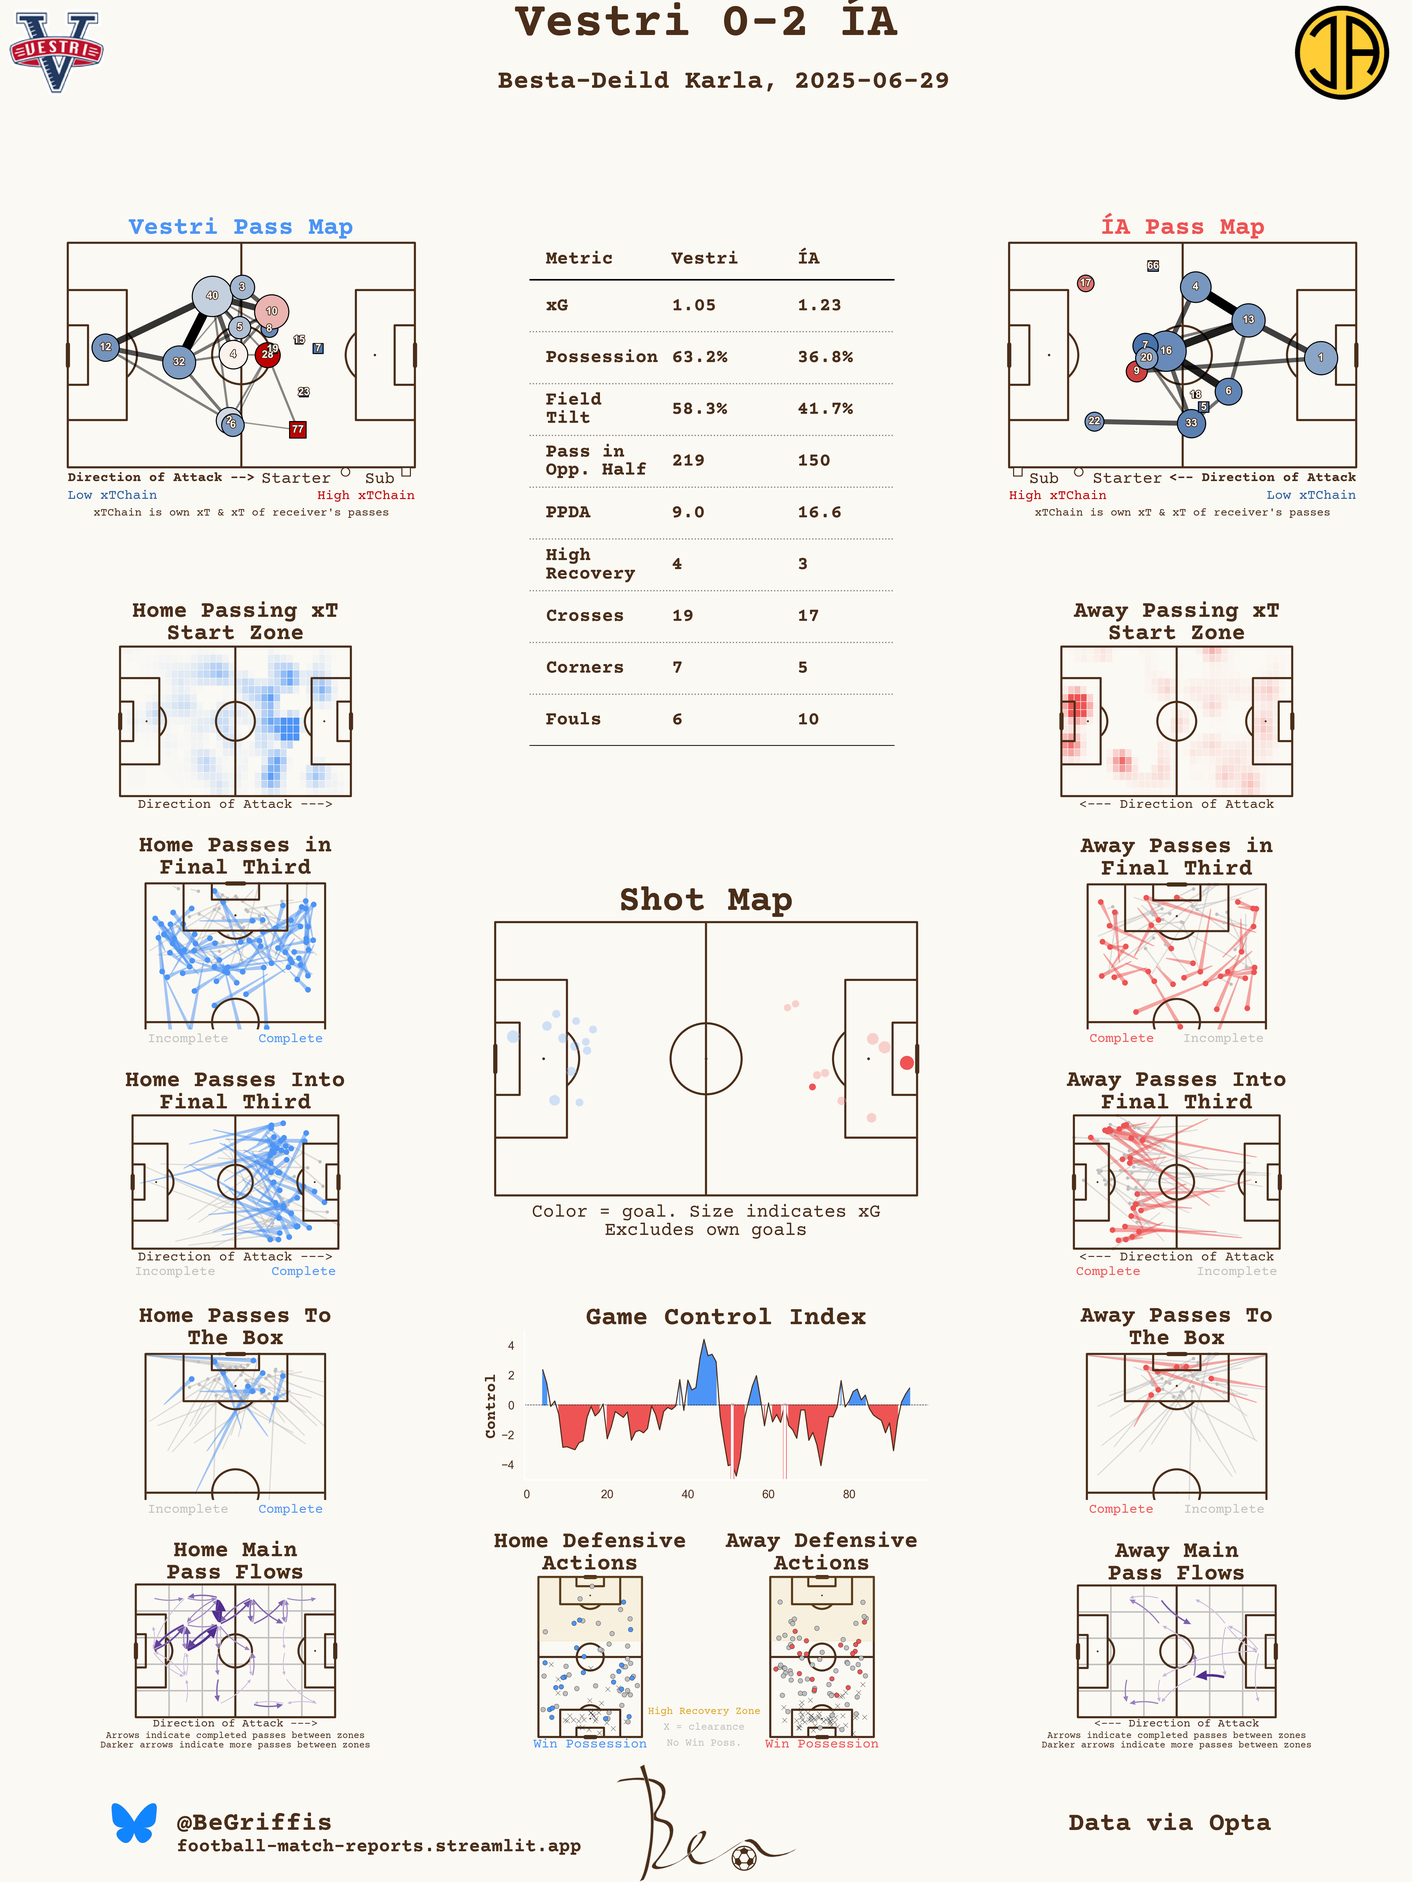 Vestri 0-2 ÍA
Besta-Deild Karla, 2025-06-29
VESTRI
Vestri Pass Map
12
40
3
10
5
8
32
4
28
19
15
7
23
2
6
77
Direction of Attack --> Starter Sub
Low xTChain High xTChain
xTChain is own xT & xT of receiver's passes
Metric Vestri ÍA
xG 1.05 1.23
Possession 63.2% 36.8%
Field
Tilt 58.3% 41.7%
Pass in
Opp. Half 219 150
PPDA 9.0 16.6
High
Recovery 4 3
Crosses 19 17
Corners 7 5
Fouls 6 10
ÍA Pass Map
66
17
4
13
7
16
20
9
1
6
18
5
22
33
Sub Starter <-- Direction of Attack
High xTChain Low xTChain
xTChain is own xT & xT of receiver's passes
Home Passing xT
Start Zone
Direction of Attack --->
Away Passing xT
Start Zone
<--- Direction of Attack
Home Passes in
Final Third
Incomplete Complete
Away Passes in
Final Third
Complete Incomplete
Shot Map
Color = goal. Size indicates xG
Excludes own goals
Home Passes Into
Final Third
Direction of Attack --->
Incomplete Complete
Away Passes Into
Final Third
<--- Direction of Attack
Complete Incomplete
Home Passes To
The Box
Incomplete Complete
Game Control Index
Control
4
2
0
−2
−4
0 20 40 60 80
Away Passes To
The Box
Complete Incomplete
Home Main
Pass Flows
Direction of Attack --->
Arrows indicate completed passes between zones
Darker arrows indicate more passes between zones
Home Defensive
Actions
Win Possession
High Recovery Zone
X = clearance
No Win Poss.
Away Defensive
Actions
Win Possession
Away Main
Pass Flows
<--- Direction of Attack
Arrows indicate completed passes between zones
Darker arrows indicate more passes between zones
@BeGriffis
football-match-reports.streamlit.app
Ben
Data via Opta